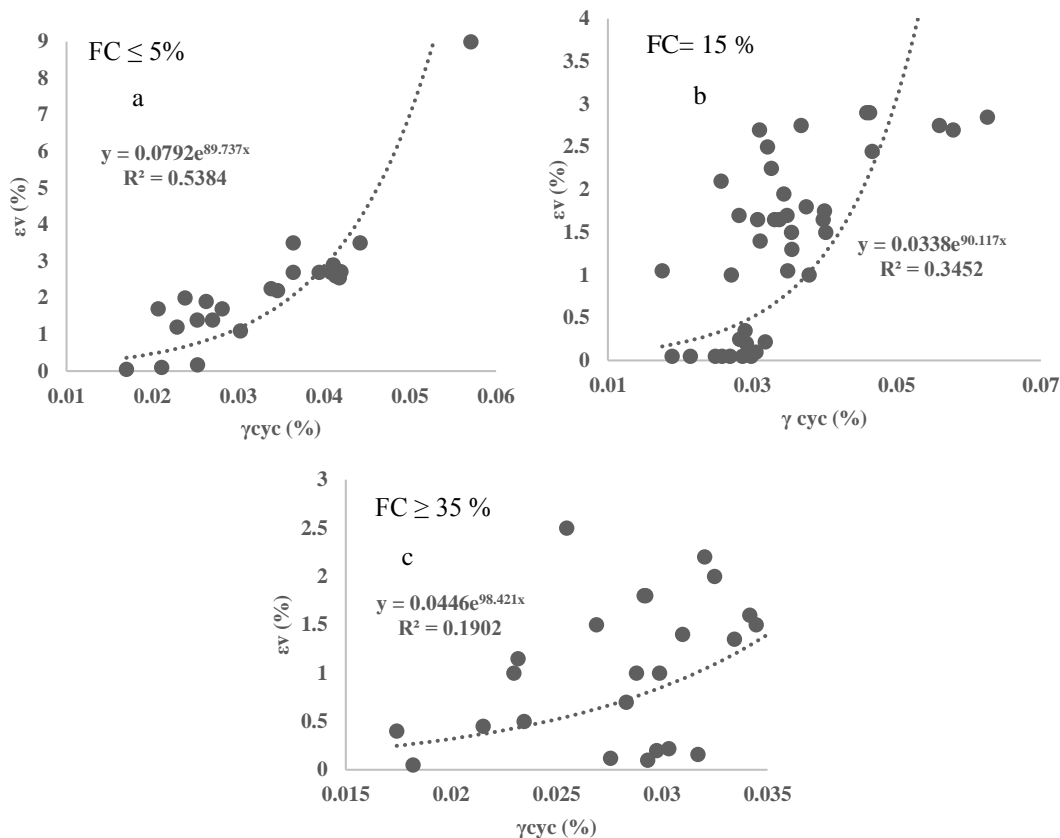 FC ≤ 5%
a
y = 0.0792e^89.737x
R² = 0.5384
εv (%)
9
8
7
6
5
4
3
2
1
0
0.01 0.02 0.03 0.04 0.05 0.06
γcyc (%)
FC= 15 %
b
y = 0.0338e^90.117x
R² = 0.3452
εv (%)
4
3.5
3
2.5
2
1.5
1
0.5
0
0.01 0.03 0.05 0.07
γ cyc (%)
FC ≥ 35 %
c
y = 0.0446e^98.421x
R² = 0.1902
εv (%)
3
2.5
2
1.5
1
0.5
0
0.015 0.02 0.025 0.03 0.035
γcyc (%)